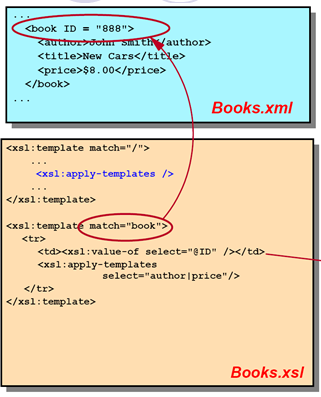 ...
<book ID = "888">
<author>John Smith</author>
<title>New Cars</title>
<price>$8.00</price>
</book>
...
Books.xml
<xsl:template match="/">
...
<xsl:apply-templates />
...
</xsl:template>
<xsl:template match="book">
<tr>
<td><xsl:value-of select="@ID" /></td>
<xsl:apply-templates
select="author|price"/>
</tr>
</xsl:template>
Books.xsl